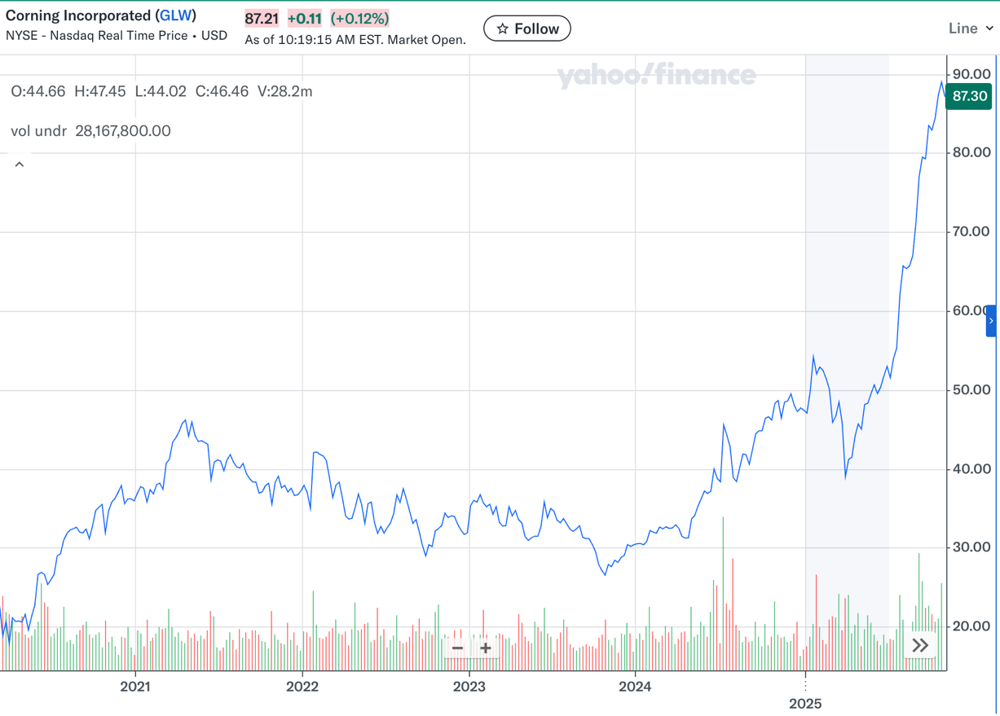 Corning Incorporated (GLW)
NYSE - Nasdaq Real Time Price • USD
87.21 +0.11 (+0.12%)
As of 10:19:15 AM EST. Market Open.
☆ Follow
Line
yahoo!finance
O:44.66 H:47.45 L:44.02 C:46.46 V:28.2m
vol undr 28,167,800.00
90.00
87.30
80.00
70.00
60.00
50.00
40.00
30.00
20.00
2021 2022 2023 2024 2025